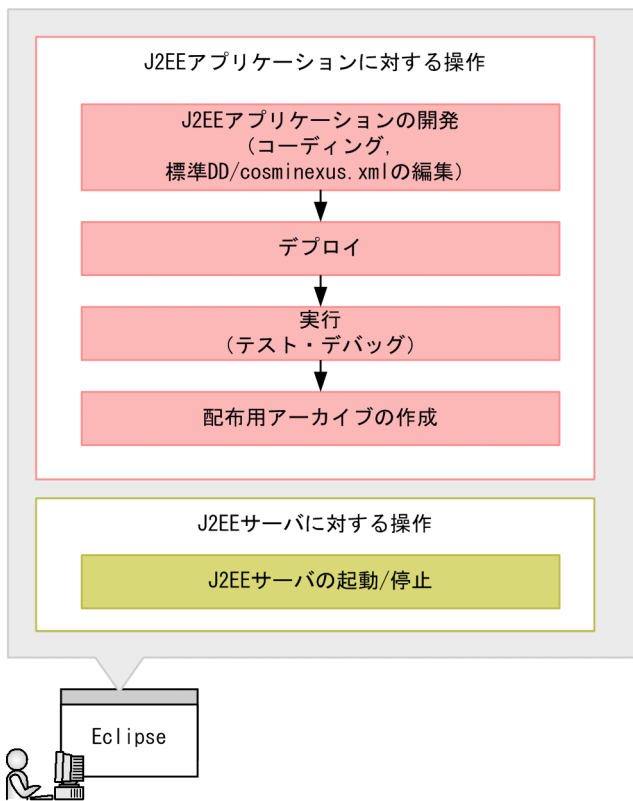 J2EEアプリケーションに対する操作
J2EEアプリケーションの開発
(コーディング,
標準DD/cosminexus.xmlの編集)
デプロイ
実行
(テスト・デバッグ)
配布用アーカイブの作成
J2EEサーバに対する操作
J2EEサーバの起動/停止
Eclipse